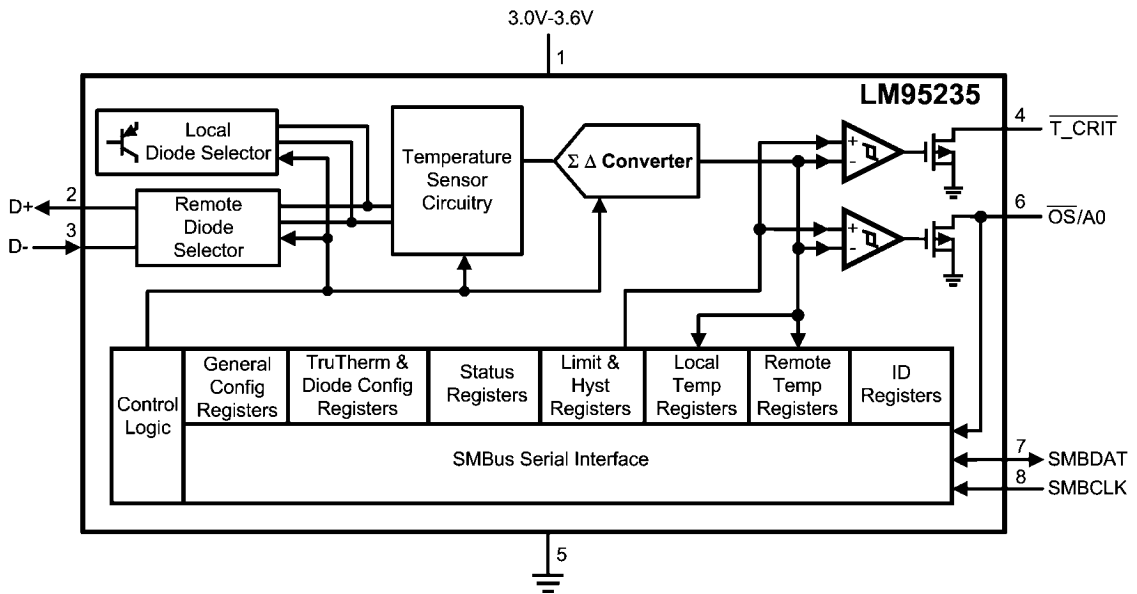 3.0V-3.6V
1
LM95235
4
T_CRIT
Local
Diode Selector
Temperature
Sensor
Circuitry
Σ Δ Converter
+
-
D+
2
Remote
Diode
Selector
D-
3
+
-
6
OS/A0
Control
Logic
General
Config
Registers
TruTherm &
Diode Config
Registers
Status
Registers
Limit &
Hyst
Registers
Local
Temp
Registers
Remote
Temp
Registers
ID
Registers
SMBus Serial Interface
7
SMBDAT
8
SMBCLK
5